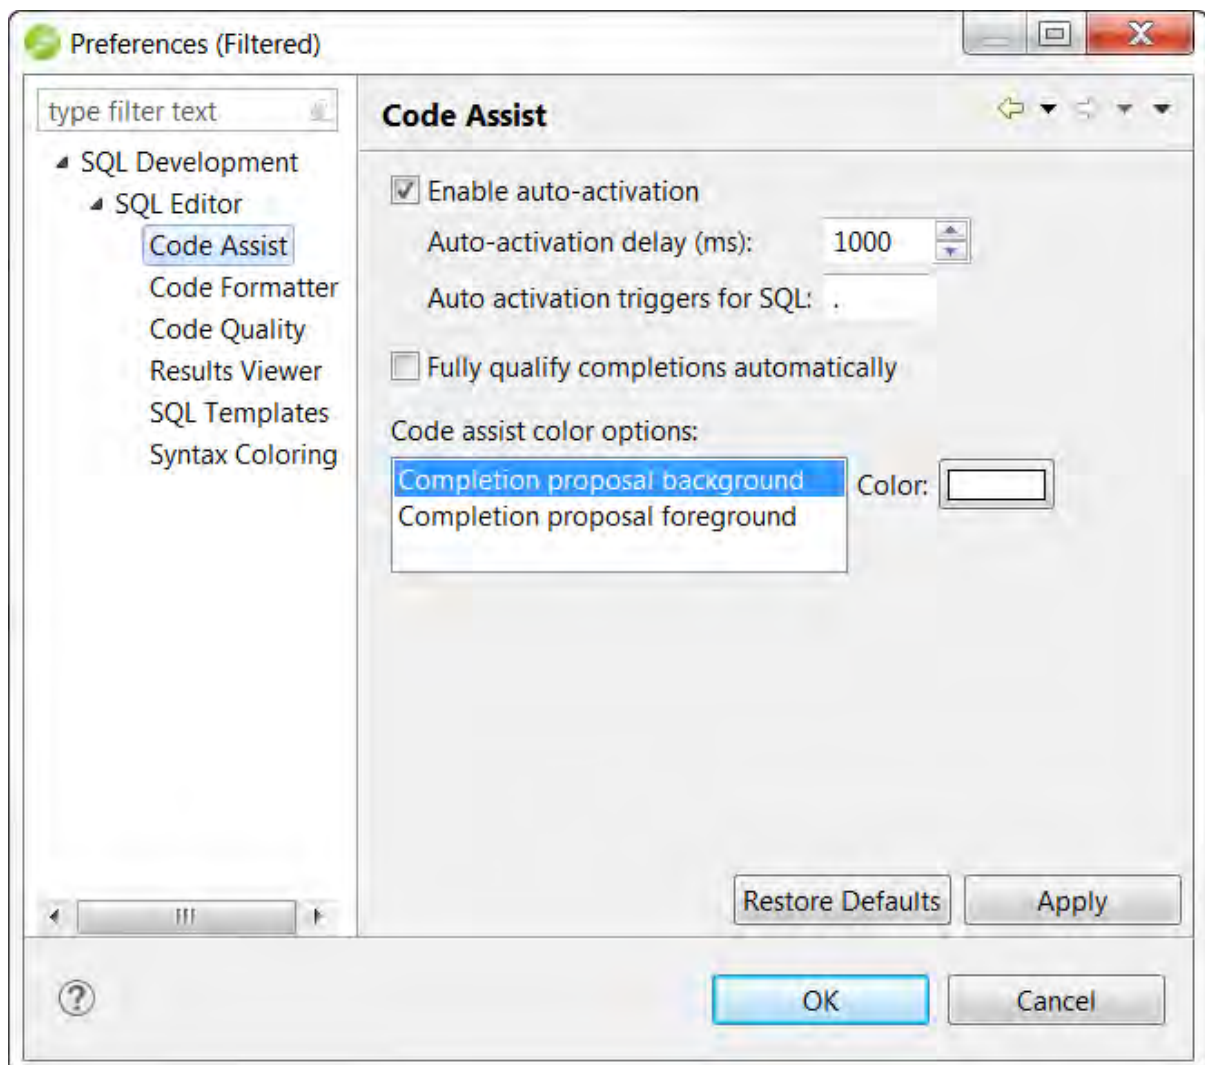 Preferences (Filtered)
type filter text
SQL Development
SQL Editor
Code Assist
Code Formatter
Code Quality
Results Viewer
SQL Templates
Syntax Coloring
Code Assist
Enable auto-activation
Auto-activation delay (ms): 1000
Auto activation triggers for SQL: .
Fully qualify completions automatically
Code assist color options:
Completion proposal background
Completion proposal foreground
Color:
Restore Defaults
Apply
OK
Cancel